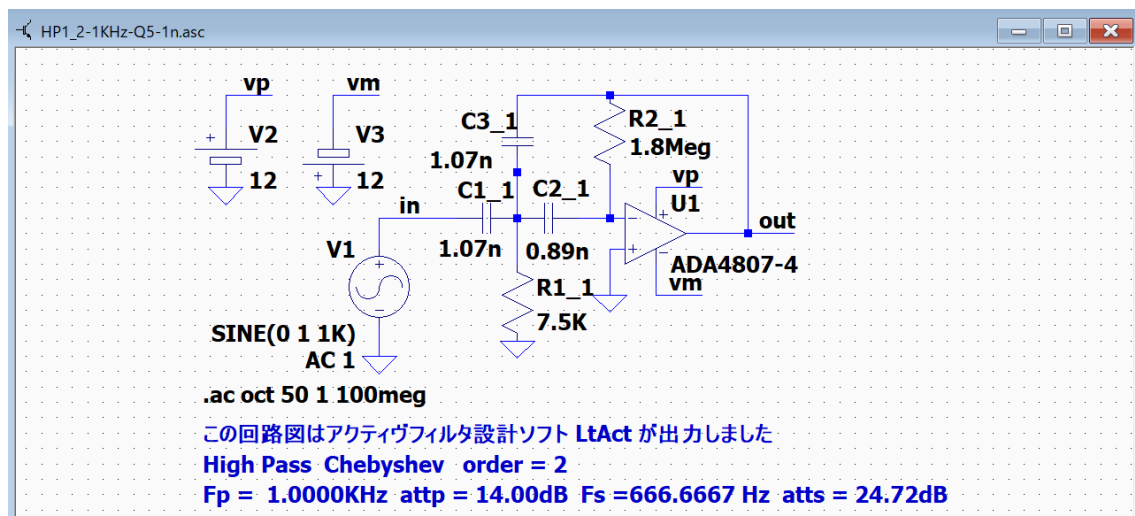 HP1_2-1KHz-Q5-1n.asc
vp
vm
V2
V3
12
12
C3_1
1.07n
R2_1
1.8Meg
vp
U1
C1_1
C2_1
in
out
1.07n
0.89n
V1
ADA4807-4
vm
R1_1
7.5K
SINE(0 1 1K)
AC 1
.ac oct 50 1 100meg
この回路図はアクティヴフィルタ設計ソフト LtAct が出力しました
High Pass Chebyshev order = 2
Fp = 1.0000KHz attp = 14.00dB Fs =666.6667 Hz atts = 24.72dB